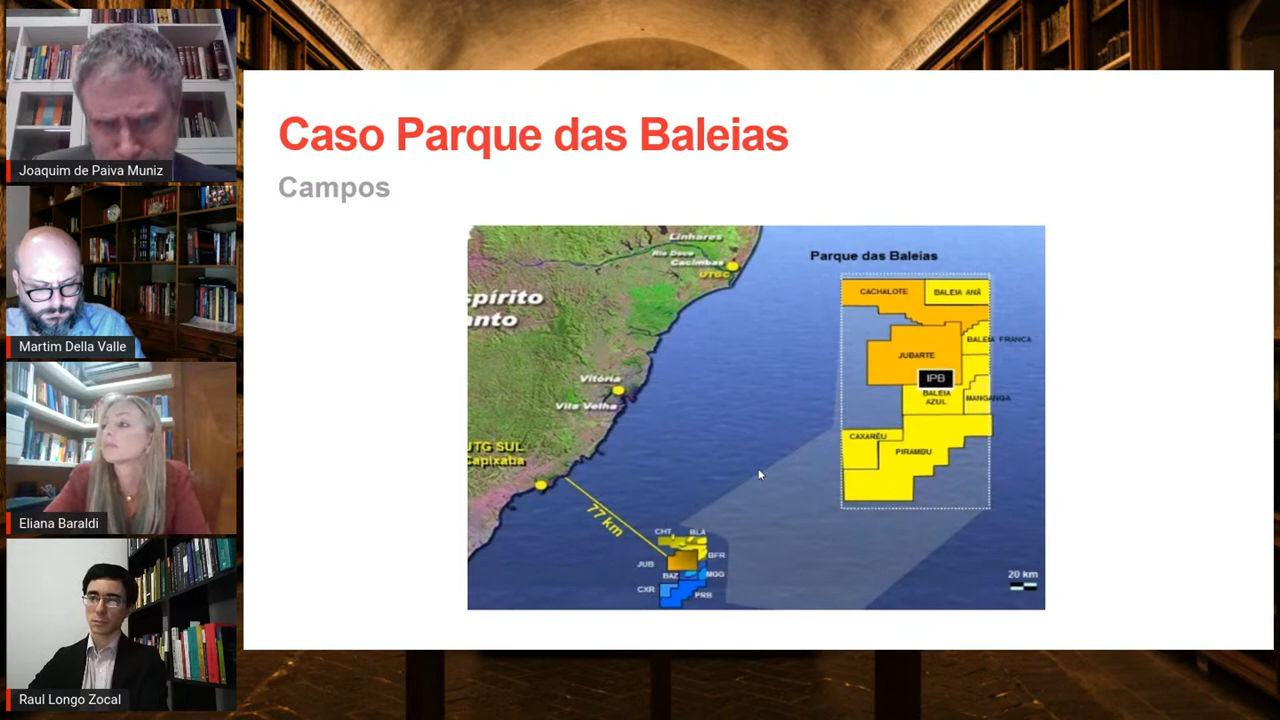 Joaquim de Paiva Muniz
Martim Della Valle
Eliana Baraldi
Raul Longo Zocal
Caso Parque das Baleias
Campos
Linhares
Rio Doce
Cacimbas
UTGC
spírito
anto
Vitória
Vila Velha
UTG SUL
Capixaba
77 km
CHT
BLA
BFR
JUB
BAZ
MGG
CXR
PRB
Parque das Baleias
CACHALOTE
BALEIA ANÃ
BALEIA FRANCA
JUBARTE
IPB
BALEIA
AZUL
MANGANGA
CAXARÉU
PIRAMBU
20 km